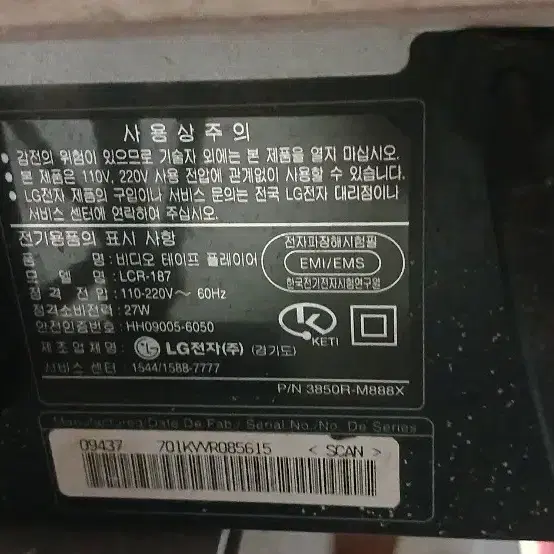 사용상주의
● 감전의 위험이 있으므로 기술자 외에는 본 제품을 열지 마십시오.
● 본 제품은 110V, 220V 사용 전압에 관계없이 사용할 수 있습니다.
● LG전자 제품의 구입이나 서비스 문의는 전국 LG전자 대리점이나
서비스 센터에 연락하여 주십시오.
전기용품의 표시 사항
품 명 : 비디오 테이프 플레이어
모 델 명 : LCR-187
정 격 전 압 : 110-220V~ 60Hz
정격소비전력 : 27W
안전인증번호 : HH09005-6050
제 조 업 체 명 : LG전자(주) (경기도)
서비스 센터 : 1544/1588-7777
전자파장해시험필
EMI/EMS
한국전기전자시험연구원
KETI
P/N 3850R-M888X
Manufactured/Date De Fab./ Serial No./No. De Series
09437 701KVVR085615 < SCAN >